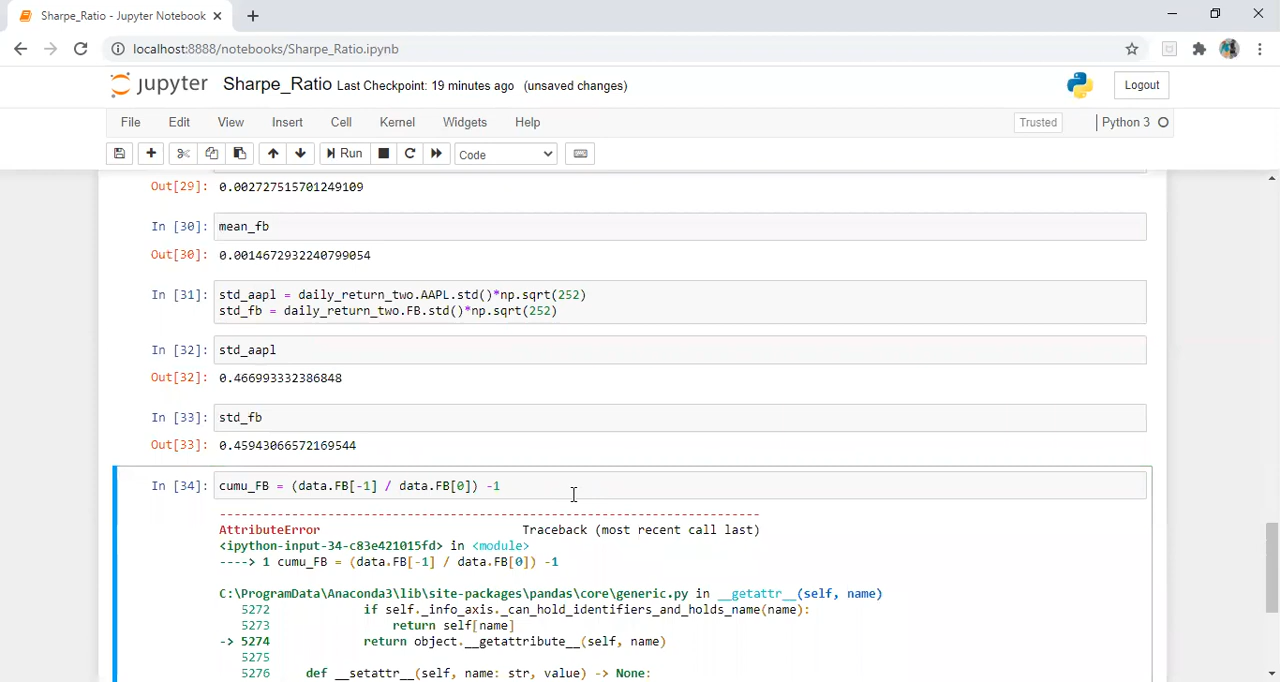 Sharpe_Ratio - Jupyter Notebook
localhost:8888/notebooks/Sharpe_Ratio.ipynb
jupyter Sharpe_Ratio Last Checkpoint: 19 minutes ago (unsaved changes)
Logout
File Edit View Insert Cell Kernel Widgets Help
Trusted
Python 3
Run
Code
Out[29]: 0.002727515701249109
In [30]: mean_fb
Out[30]: 0.0014672932240799054
In [31]: std_aapl = daily_return_two.AAPL.std()*np.sqrt(252)
std_fb = daily_return_two.FB.std()*np.sqrt(252)
In [32]: std_aapl
Out[32]: 0.466993332386848
In [33]: std_fb
Out[33]: 0.45943066572169544
In [34]: cumu_FB = (data.FB[-1] / data.FB[0]) -1
---------------------------------------------------------------------------
AttributeError Traceback (most recent call last)
<ipython-input-34-c83e421015fd> in <module>
----> 1 cumu_FB = (data.FB[-1] / data.FB[0]) -1
C:\ProgramData\Anaconda3\lib\site-packages\pandas\core\generic.py in __getattr__(self, name)
5272 if self._info_axis._can_hold_identifiers_and_holds_name(name):
5273 return self[name]
-> 5274 return object.__getattribute__(self, name)
5275
5276 def __setattr__(self, name: str, value) -> None: